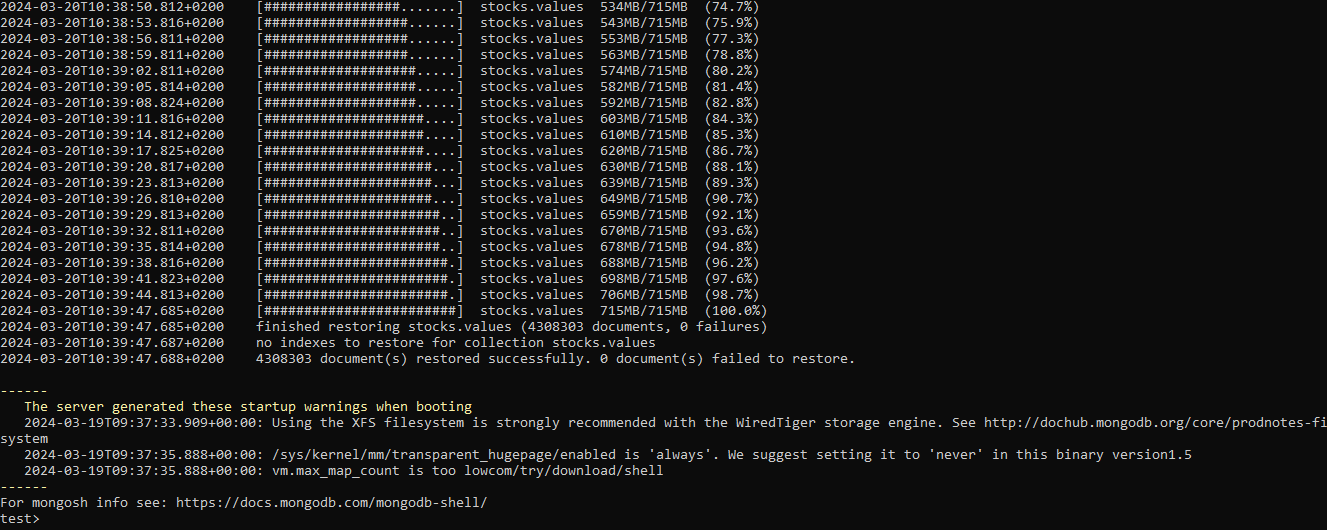 2024-03-20T10:38:50.812+0200    [#################.......]  stocks.values  534MB/715MB  (74.7%)
2024-03-20T10:38:53.816+0200    [##################......]  stocks.values  543MB/715MB  (75.9%)
2024-03-20T10:38:56.811+0200    [##################......]  stocks.values  553MB/715MB  (77.3%)
2024-03-20T10:38:59.811+0200    [##################......]  stocks.values  563MB/715MB  (78.8%)
2024-03-20T10:39:02.811+0200    [###################.....]  stocks.values  574MB/715MB  (80.2%)
2024-03-20T10:39:05.814+0200    [###################.....]  stocks.values  582MB/715MB  (81.4%)
2024-03-20T10:39:08.824+0200    [###################.....]  stocks.values  592MB/715MB  (82.8%)
2024-03-20T10:39:11.816+0200    [####################....]  stocks.values  603MB/715MB  (84.3%)
2024-03-20T10:39:14.812+0200    [####################....]  stocks.values  610MB/715MB  (85.3%)
2024-03-20T10:39:17.825+0200    [####################....]  stocks.values  620MB/715MB  (86.7%)
2024-03-20T10:39:20.817+0200    [#####################...]  stocks.values  630MB/715MB  (88.1%)
2024-03-20T10:39:23.813+0200    [#####################...]  stocks.values  639MB/715MB  (89.3%)
2024-03-20T10:39:26.810+0200    [#####################...]  stocks.values  649MB/715MB  (90.7%)
2024-03-20T10:39:29.813+0200    [######################..]  stocks.values  659MB/715MB  (92.1%)
2024-03-20T10:39:32.811+0200    [######################..]  stocks.values  670MB/715MB  (93.6%)
2024-03-20T10:39:35.814+0200    [######################..]  stocks.values  678MB/715MB  (94.8%)
2024-03-20T10:39:38.816+0200    [#######################.]  stocks.values  688MB/715MB  (96.2%)
2024-03-20T10:39:41.823+0200    [#######################.]  stocks.values  698MB/715MB  (97.6%)
2024-03-20T10:39:44.813+0200    [#######################.]  stocks.values  706MB/715MB  (98.7%)
2024-03-20T10:39:47.685+0200    [########################]  stocks.values  715MB/715MB  (100.0%)
2024-03-20T10:39:47.685+0200    finished restoring stocks.values (4308303 documents, 0 failures)
2024-03-20T10:39:47.687+0200    no indexes to restore for collection stocks.values
2024-03-20T10:39:47.688+0200    4308303 document(s) restored successfully. 0 document(s) failed to restore.
------
   The server generated these startup warnings when booting
   2024-03-19T09:37:33.909+00:00: Using the XFS filesystem is strongly recommended with the WiredTiger storage engine. See http://dochub.mongodb.org/core/prodnotes-fi
system
   2024-03-19T09:37:35.888+00:00: /sys/kernel/mm/transparent_hugepage/enabled is 'always'. We suggest setting it to 'never' in this binary version1.5
   2024-03-19T09:37:35.888+00:00: vm.max_map_count is too lowcom/try/download/shell
------
For mongosh info see: https://docs.mongodb.com/mongodb-shell/
test>